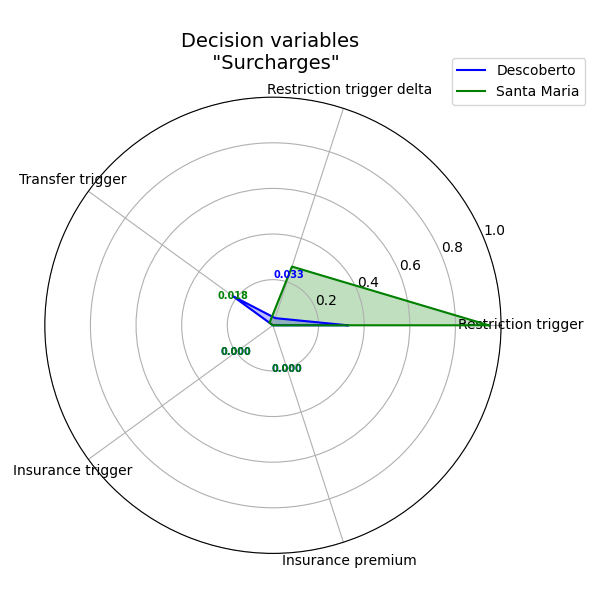 Decision variables
"Surcharges"
Descoberto
Santa Maria
Restriction trigger delta
Transfer trigger
1.0
0.8
0.6
0.033
0.4
0.018
0.2
Restriction trigger
0.000
0.000
Insurance trigger
Insurance premium